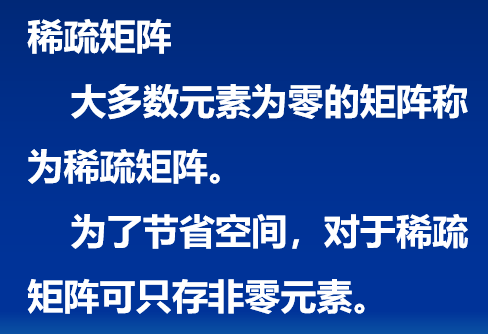 稀疏矩阵
大多数元素为零的矩阵称
为稀疏矩阵。
为了节省空间，对于稀疏
矩阵可只存非零元素。